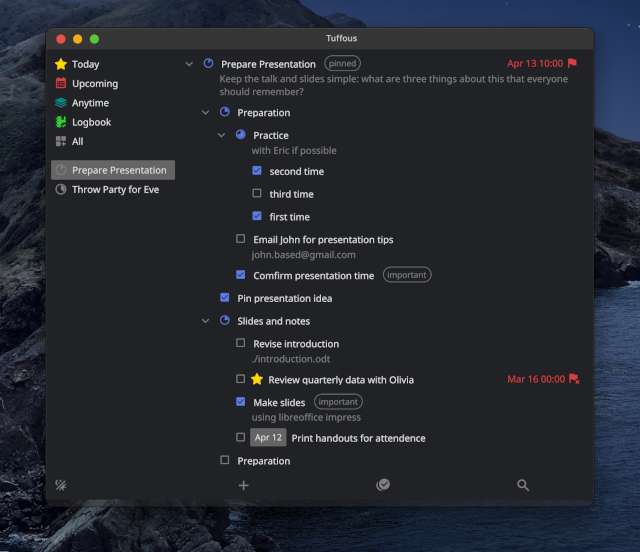 Tuffous
Today
Upcoming
Anytime
Logbook
All
Prepare Presentation
Throw Party for Eve
Prepare Presentation pinned Apr 13 10:00
Keep the talk and slides simple: what are three things about this that everyone
should remember?
Preparation
Practice
with Eric if possible
second time
third time
first time
Email John for presentation tips
john.based@gmail.com
Comfirm presentation time important
Pin presentation idea
Slides and notes
Revise introduction
./introduction.odt
Review quarterly data with Olivia Mar 16 00:00
Make slides important
using libreoffice impress
Apr 12 Print handouts for attendence
Preparation